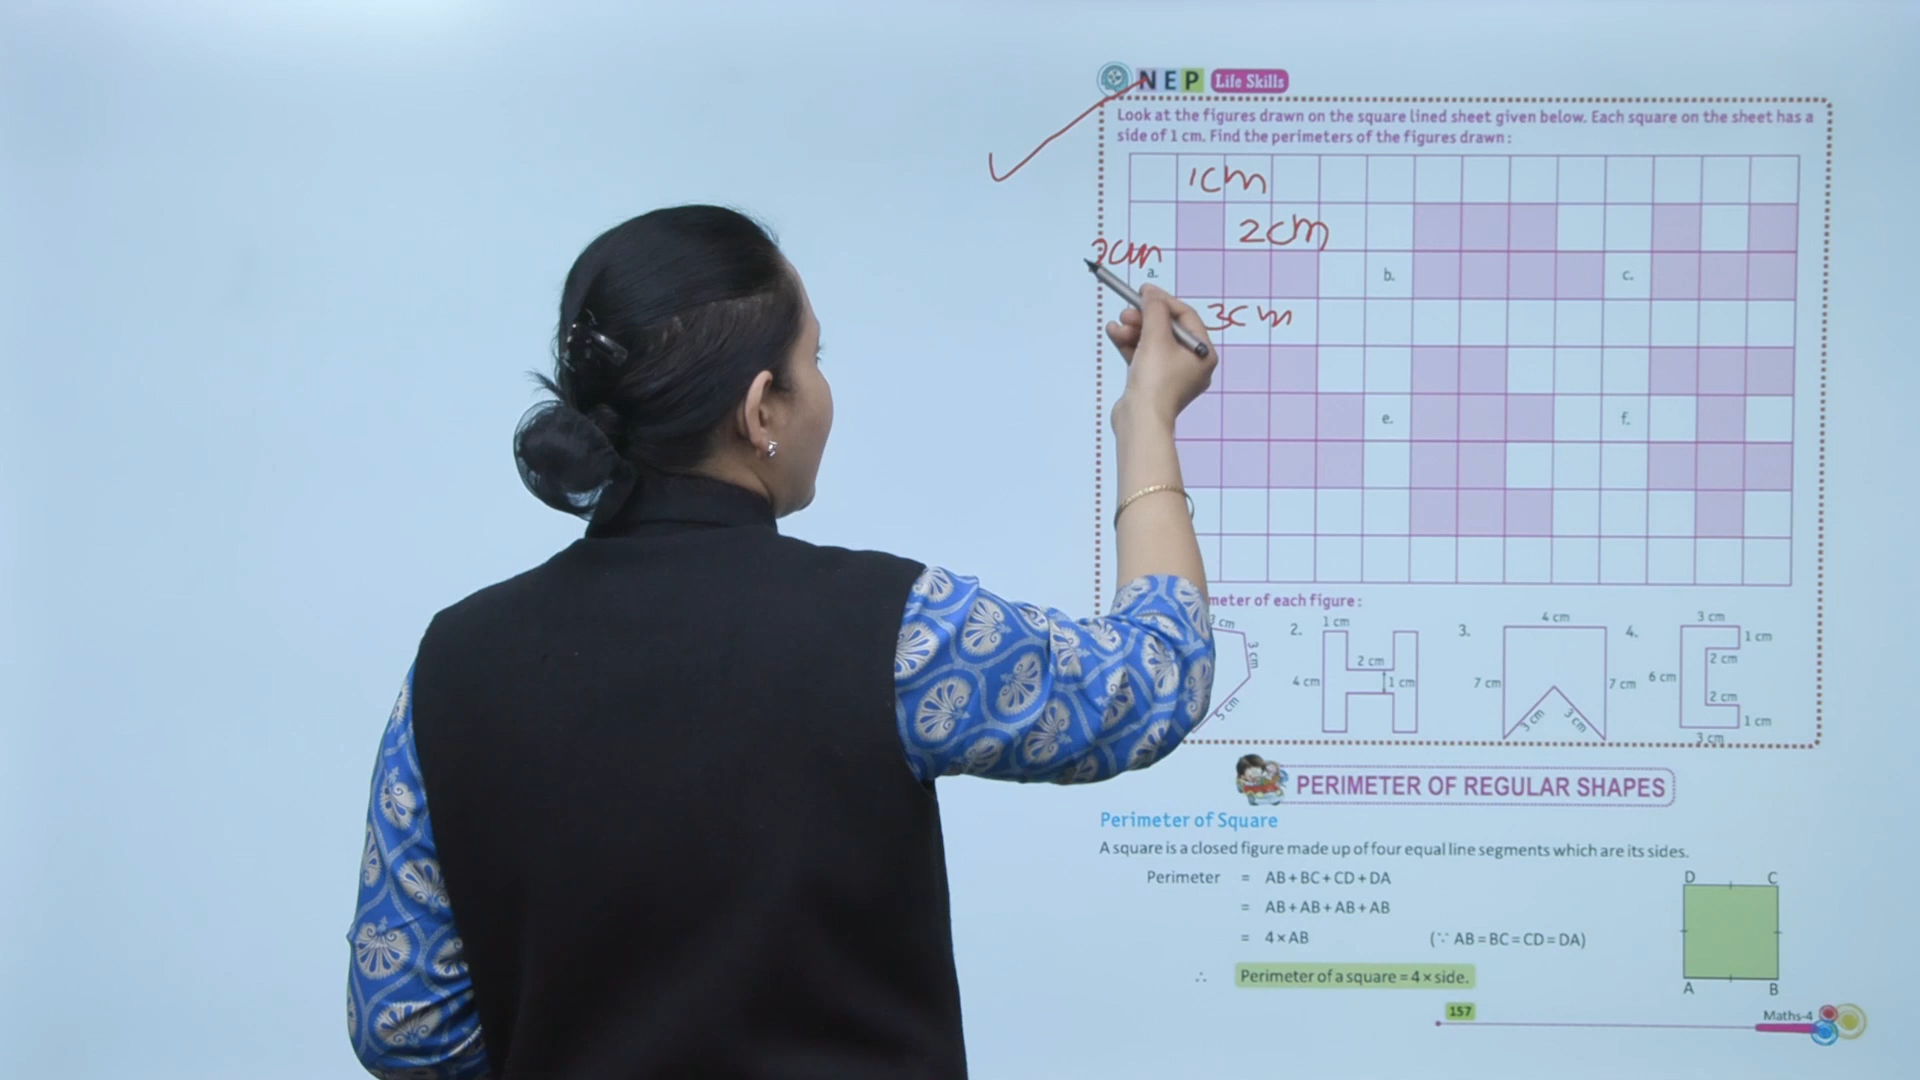 NEP Life Skills
Look at the figures drawn on the square lined sheet given below. Each square on the sheet has a
side of 1 cm. Find the perimeters of the figures drawn :
1cm
2cm
a.
b.
c.
3cm
e.
f.
of each figure :
3 cm
3 cm
5 cm
2.
1 cm
2 cm
4 cm
1 cm
3.
4 cm
7 cm
7 cm
3 cm
3 cm
4.
3 cm
1 cm
2 cm
6 cm
2 cm
1 cm
3 cm
PERIMETER OF REGULAR SHAPES
Perimeter of Square
A square is a closed figure made up of four equal line segments which are its sides.
Perimeter = AB + BC + CD + DA
= AB + AB + AB + AB
= 4 × AB (∵ AB = BC = CD = DA)
∴ Perimeter of a square = 4 × side.
D
C
A
B
157
Maths-4